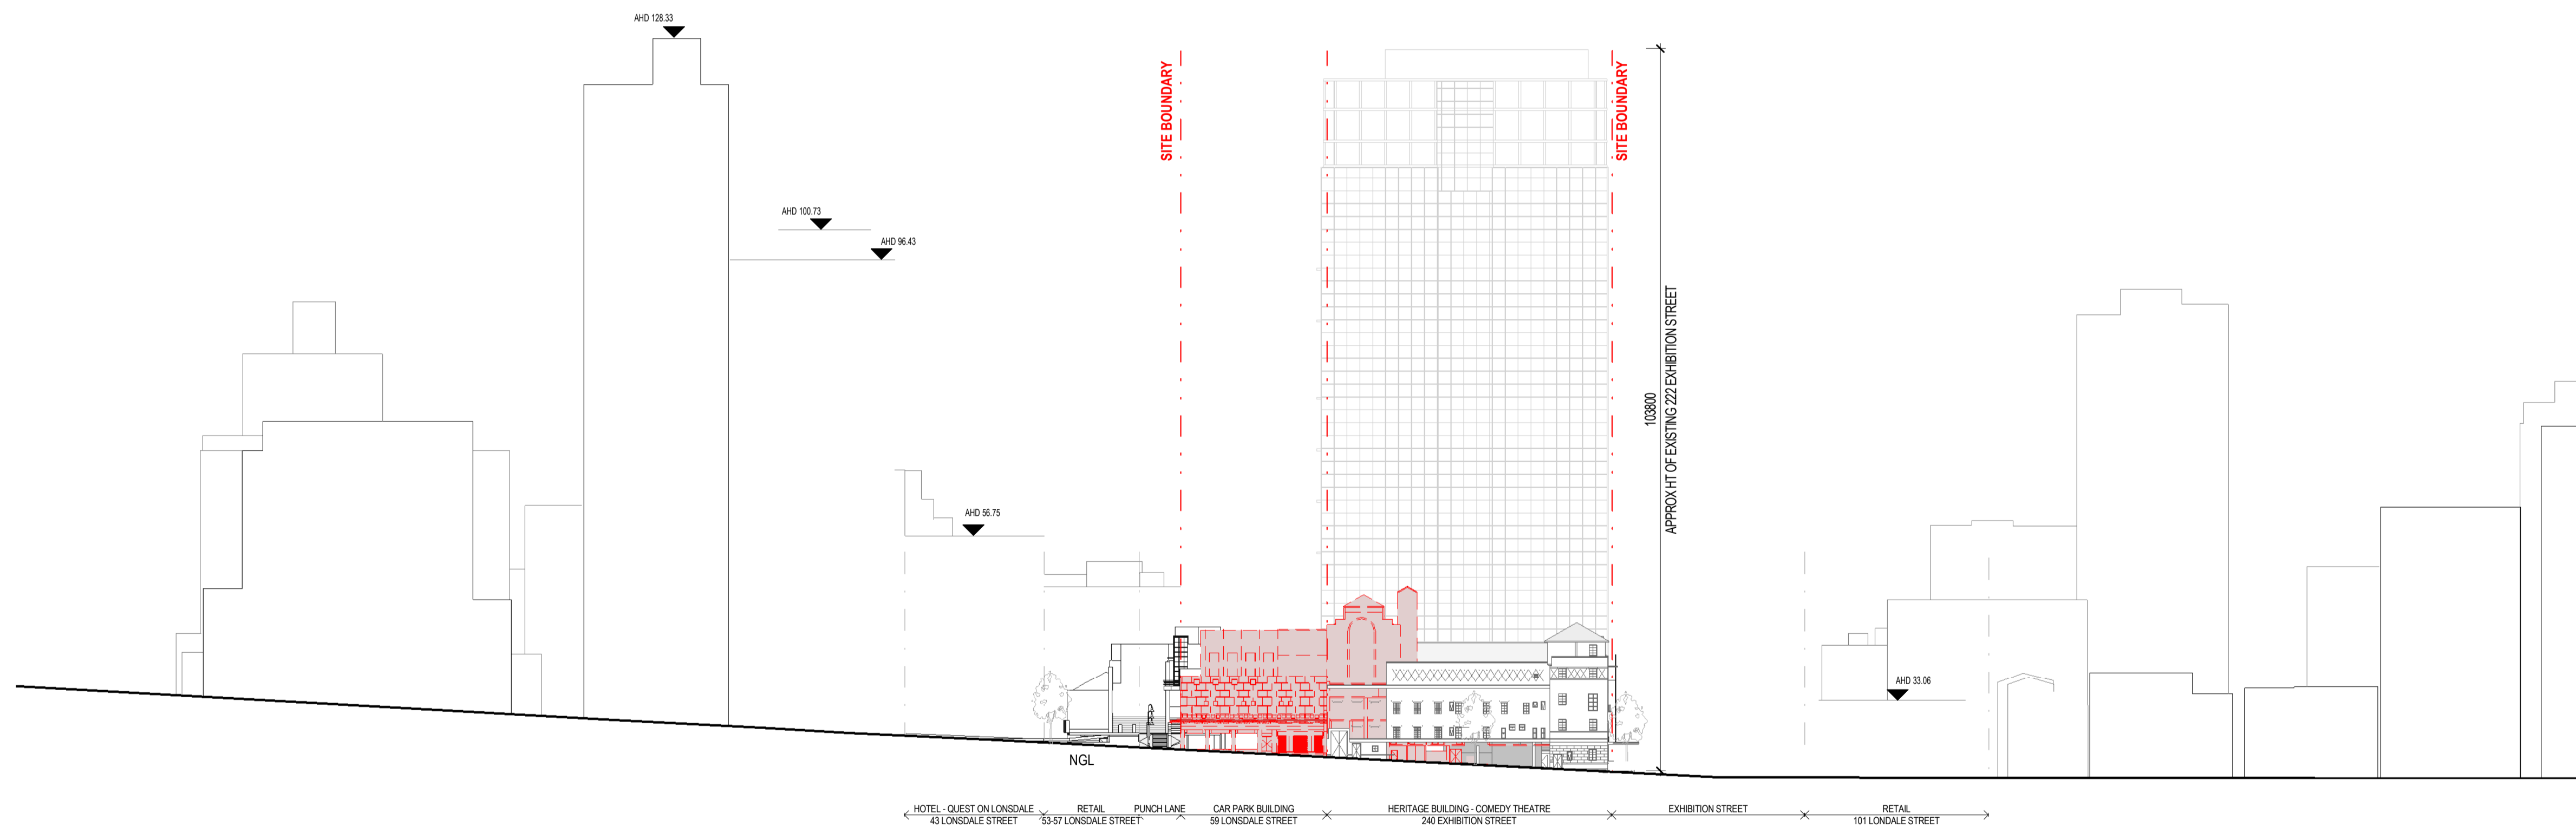 AHD 128.33
SITE BOUNDARY
SITE BOUNDARY
AHD 100.73
AHD 96.43
103800
APPROX HT OF EXISTING 222 EXHIBITION STREET
AHD 56.75
AHD 33.06
NGL
HOTEL - QUEST ON LONSDALE
43 LONSDALE STREET
RETAIL
53-57 LONSDALE STREET
PUNCH LANE
CAR PARK BUILDING
59 LONSDALE STREET
HERITAGE BUILDING - COMEDY THEATRE
240 EXHIBITION STREET
EXHIBITION STREET
RETAIL
101 LONDALE STREET